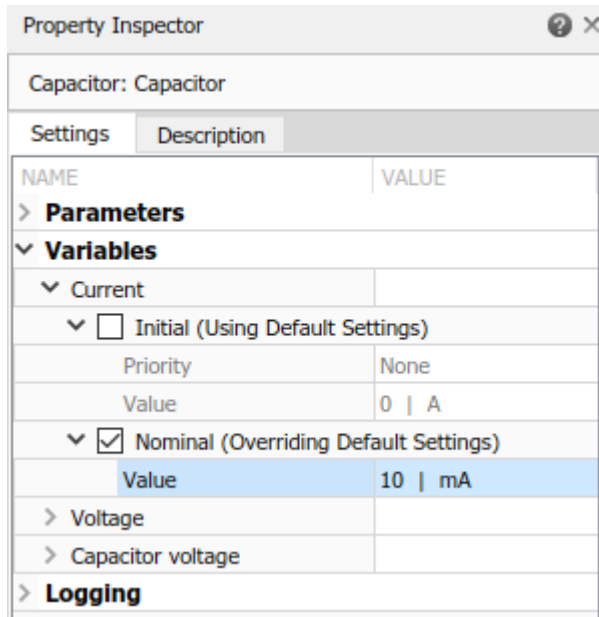 Property Inspector
Capacitor: Capacitor
Settings Description
NAME VALUE
Parameters
Variables
Current
Initial (Using Default Settings)
Priority None
Value 0 | A
Nominal (Overriding Default Settings)
Value 10 | mA
Voltage
Capacitor voltage
Logging